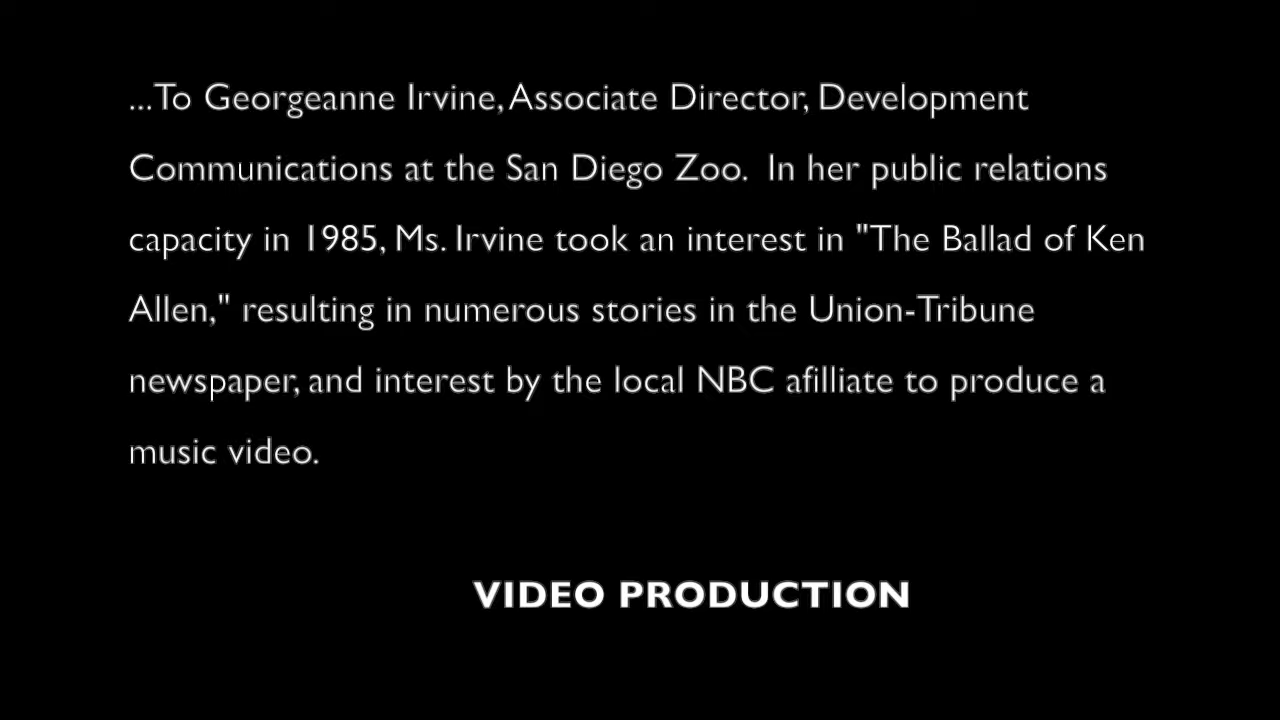 ...To Georgeanne Irvine, Associate Director, Development
Communications at the San Diego Zoo.  In her public relations
capacity in 1985, Ms. Irvine took an interest in "The Ballad of Ken
Allen," resulting in numerous stories in the Union-Tribune
newspaper, and interest by the local NBC afilliate to produce a
music video.
VIDEO PRODUCTION